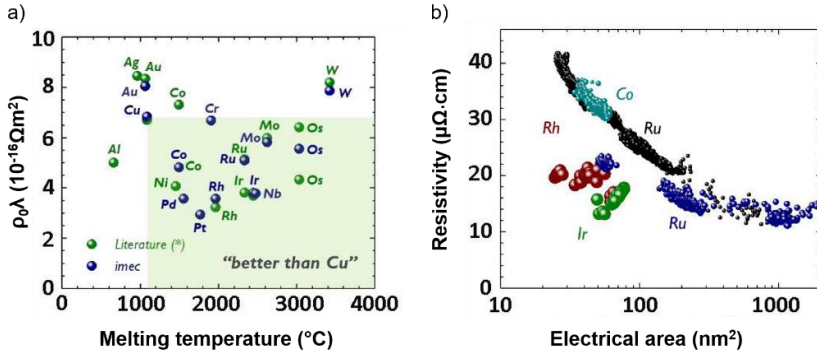 a)
b)
10
8
6
4
2
0
ρ₀λ (10⁻¹⁶Ωm²)
Ag
Au
Au
Cu
Co
Cr
W
W
Al
Mo
Mo
Os
Os
Os
Ru
Ru
Co
Co
Ni
Pd
Rh
Rh
Pt
Ir
Ir
Nb
Literature (*)
imec
“better than Cu”
0
1000
2000
3000
4000
Melting temperature (°C)
40
30
20
10
0
Resistivity (μΩ.cm)
Co
Rh
Ru
Ir
Ru
10
100
1000
Electrical area (nm²)